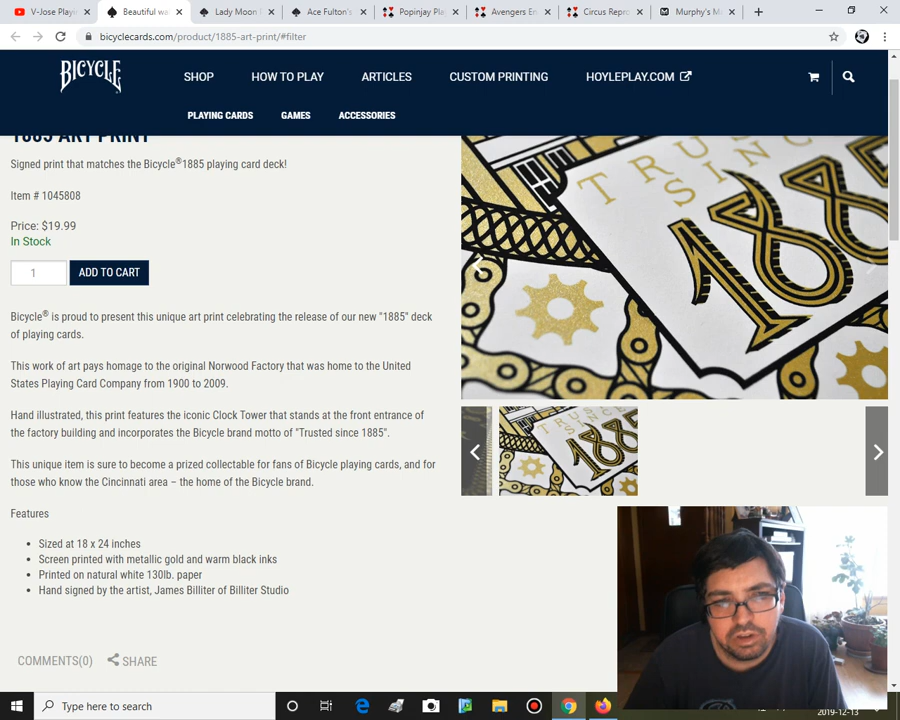 V-Jose Playi
Beautiful wa
Lady Moon
Ace Fulton's
Popinjay Play
Avengers En
Circus Repro
Murphy's M
bicyclecards.com/product/1885-art-print/#filter
BICYCLE
SHOP
HOW TO PLAY
ARTICLES
CUSTOM PRINTING
HOYLEPLAY.COM
PLAYING CARDS
GAMES
ACCESSORIES
1885 ART PRINT
Signed print that matches the Bicycle®1885 playing card deck!
Item # 1045808
Price: $19.99
In Stock
1
ADD TO CART
Bicycle® is proud to present this unique art print celebrating the release of our new "1885" deck
of playing cards.
This work of art pays homage to the original Norwood Factory that was home to the United
States Playing Card Company from 1900 to 2009.
Hand illustrated, this print features the iconic Clock Tower that stands at the front entrance of
the factory building and incorporates the Bicycle brand motto of "Trusted since 1885".
This unique item is sure to become a prized collectable for fans of Bicycle playing cards, and for
those who know the Cincinnati area – the home of the Bicycle brand.
Features
Sized at 18 x 24 inches
Screen printed with metallic gold and warm black inks
Printed on natural white 130lb. paper
Hand signed by the artist, James Billiter of Billiter Studio
COMMENTS(0)
SHARE
TRUS
SINC
1885
Type here to search
2019-12-13